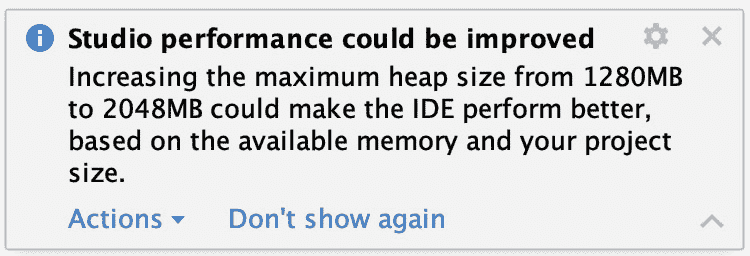 Studio performance could be improved
Increasing the maximum heap size from 1280MB
to 2048MB could make the IDE perform better,
based on the available memory and your project
size.
Actions
Don't show again